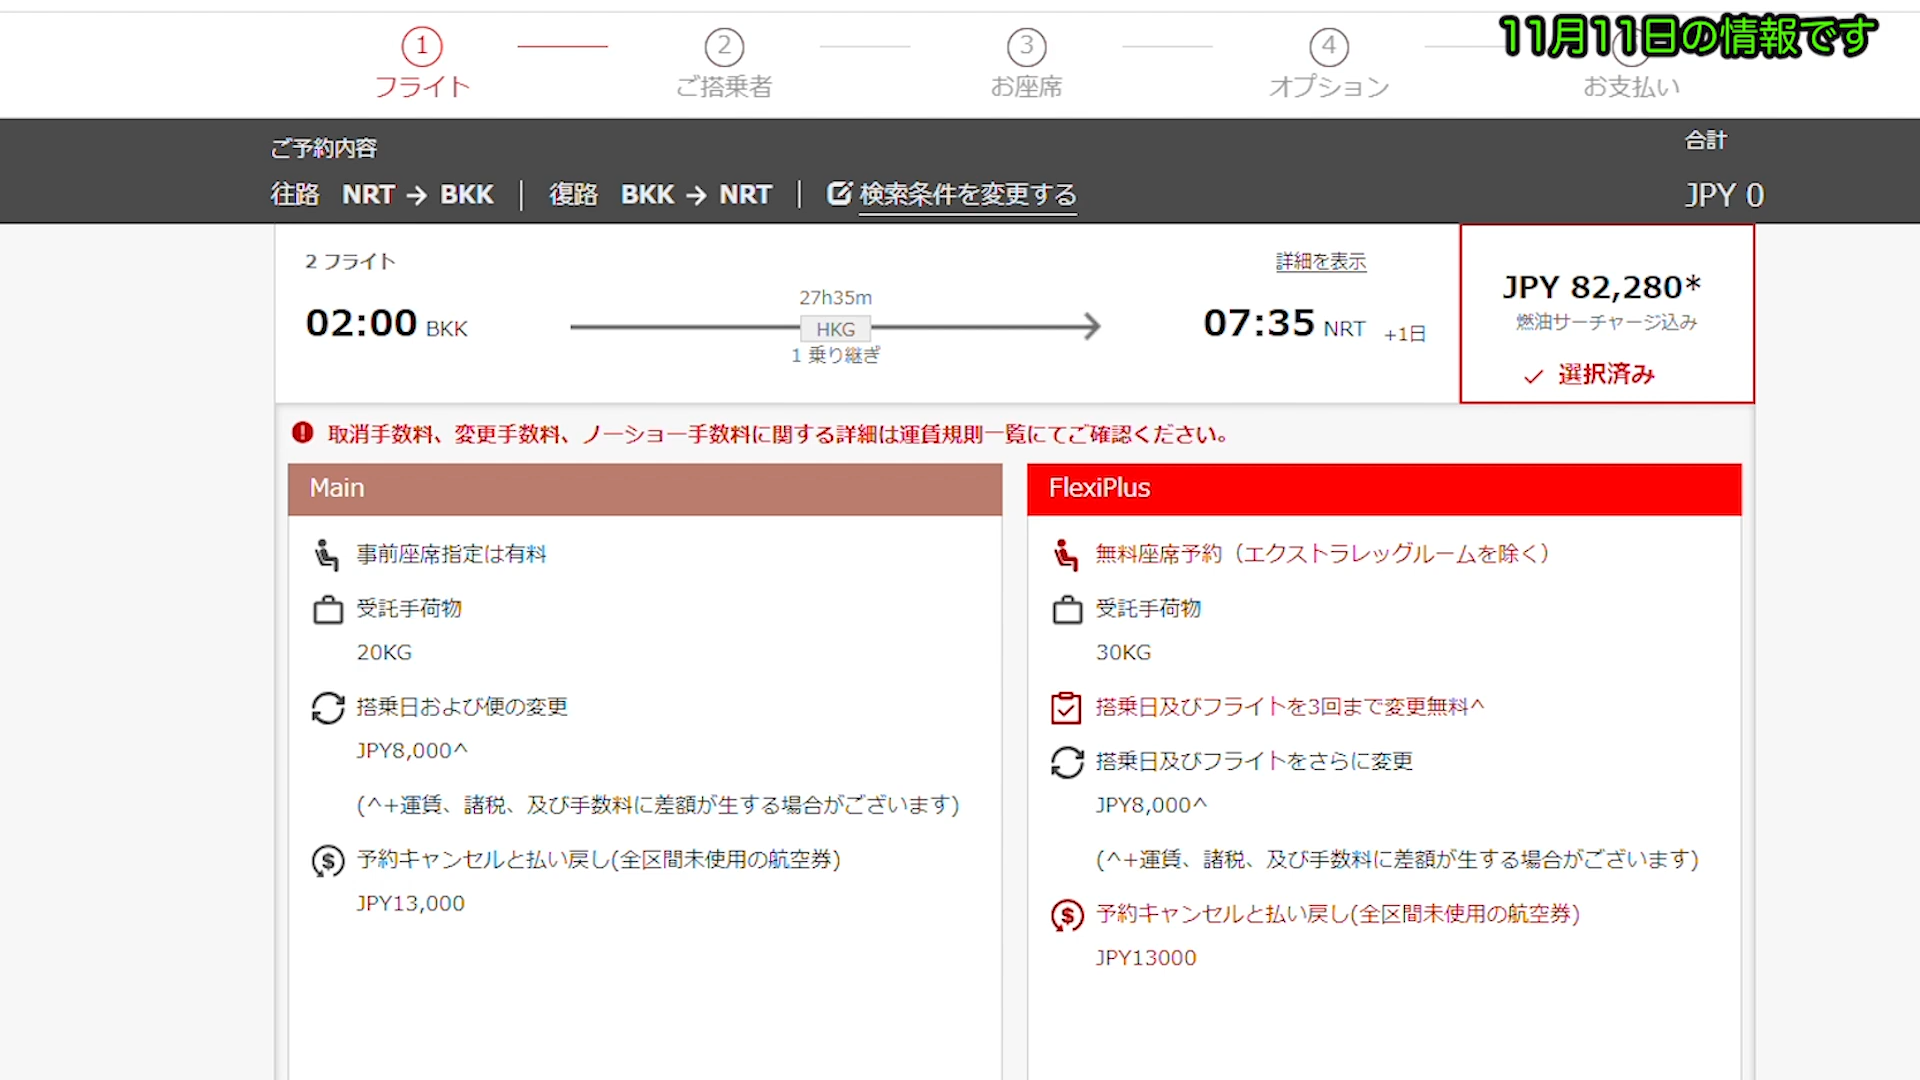 11月11日の情報です
1
2
3
4
フライト
ご搭乗者
お座席
オプション
お支払い
ご予約内容
合計
往路 NRT → BKK | 復路 BKK → NRT | 検索条件を変更する
JPY 0
2 フライト
詳細を表示
27h35m
02:00 BKK
HKG
07:35 NRT +1日
1 乗り継ぎ
JPY 82,280*
燃油サーチャージ込み
✓ 選択済み
取消手数料、変更手数料、ノーショー手数料に関する詳細は運賃規則一覧にてご確認ください。
Main
事前座席指定は有料
受託手荷物
20KG
搭乗日および便の変更
JPY8,000^
(^+運賃、諸税、及び手数料に差額が生する場合がございます)
予約キャンセルと払い戻し(全区間未使用の航空券)
JPY13,000
FlexiPlus
無料座席予約（エクストラレッグルームを除く）
受託手荷物
30KG
搭乗日及びフライトを3回まで変更無料^
搭乗日及びフライトをさらに変更
JPY8,000^
(^+運賃、諸税、及び手数料に差額が生する場合がございます)
予約キャンセルと払い戻し(全区間未使用の航空券)
JPY13000